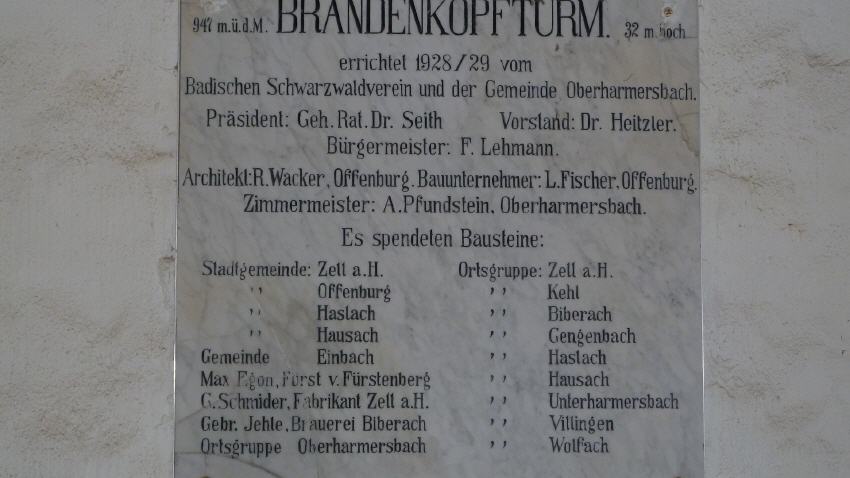 947 m.ü.d.M. BRANDENKOPFTURM. 32 m.hoch
errichtet 1928/29 vom
Badischen Schwarzwaldverein und der Gemeinde Oberharmersbach.
Präsident: Geh. Rat. Dr. Seith Vorstand: Dr. Heitzler.
Bürgermeister: F. Lehmann.
Architekt: R. Wacker, Offenburg. Bauunternehmer: L. Fischer, Offenburg.
Zimmermeister: A. Pfundstein, Oberharmersbach.
Es spendeten Bausteine:
Stadtgemeinde: Zell a.H. Ortsgruppe: Zell a.H.
,, Offenburg ,, Kehl
,, Haslach ,, Biberach
,, Hausach ,, Gengenbach
Gemeinde Einbach ,, Haslach
Max Egon, Fürst v. Fürstenberg ,, Hausach
G. Schmider, Fabrikant Zell a.H. ,, Unterharmersbach
Gebr. Jehle, Brauerei Biberach ,, Villingen
Ortsgruppe Oberharmersbach ,, Wolfach